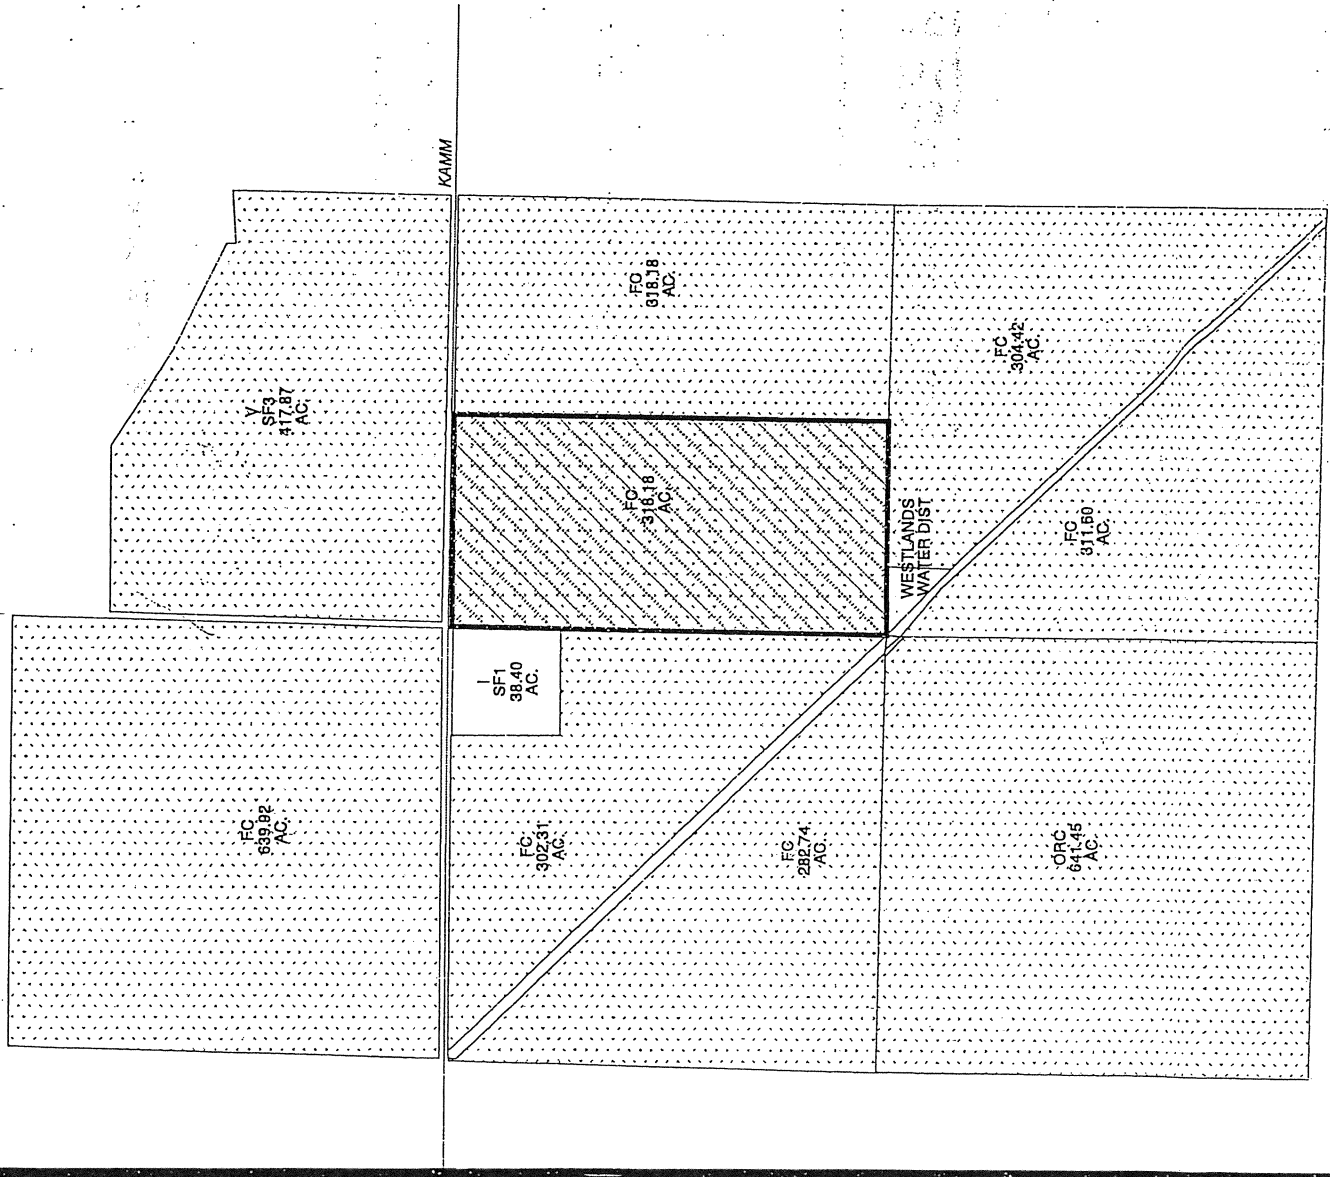 KAMM
V
SF3
417.87
AC.
FC
318.18
AC.
FC
304.42
AC.
FC
318.18
AC.
WESTLANDS
WATER DIST
FC
311.60
AC.
I
SF1
38.40
AC.
FC
639.92
AC.
FC
302.31
AC.
FC
282.74
AC.
ORC
641.45
AC.